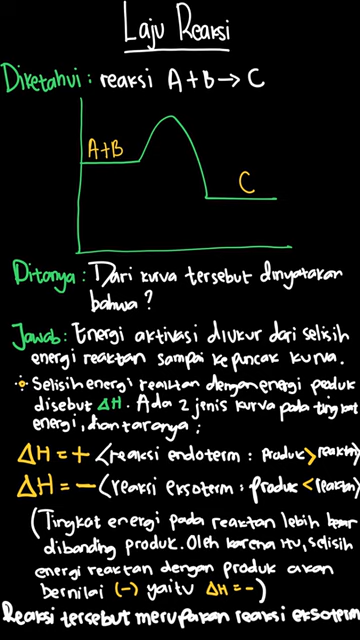 Laju Reaksi
Diketahui : reaksi A+B → C
A+B
C
Ditanya : Dari kurva tersebut dinyatakan
bahwa?
Jawab : Energi aktivasi diukur dari selisih
energi reaktan sampai ke puncak kurva.
Selisih energi reaktan dengan energi produk
disebut ΔH. Ada 2 jenis kurva pada tingkat
energi, diantaranya :
ΔH = + (reaksi endoterm : produk > reaktan)
ΔH = - (reaksi eksoterm : produk < reaktan)
(Tingkat energi pada reaktan lebih besar
dibanding produk. Oleh karena itu, selisih
energi reaktan dengan produk akan
bernilai (-) yaitu ΔH = -)
Reaksi tersebut merupakan reaksi eksoterm